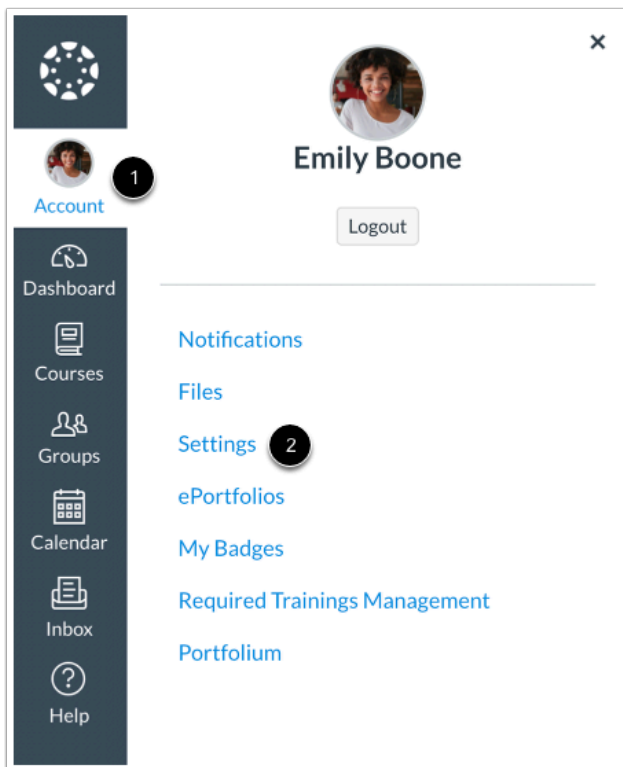 Account
1
Dashboard
Courses
Groups
Calendar
Inbox
Help
Emily Boone
Logout
Notifications
Files
Settings 2
ePortfolios
My Badges
Required Trainings Management
Portfolium